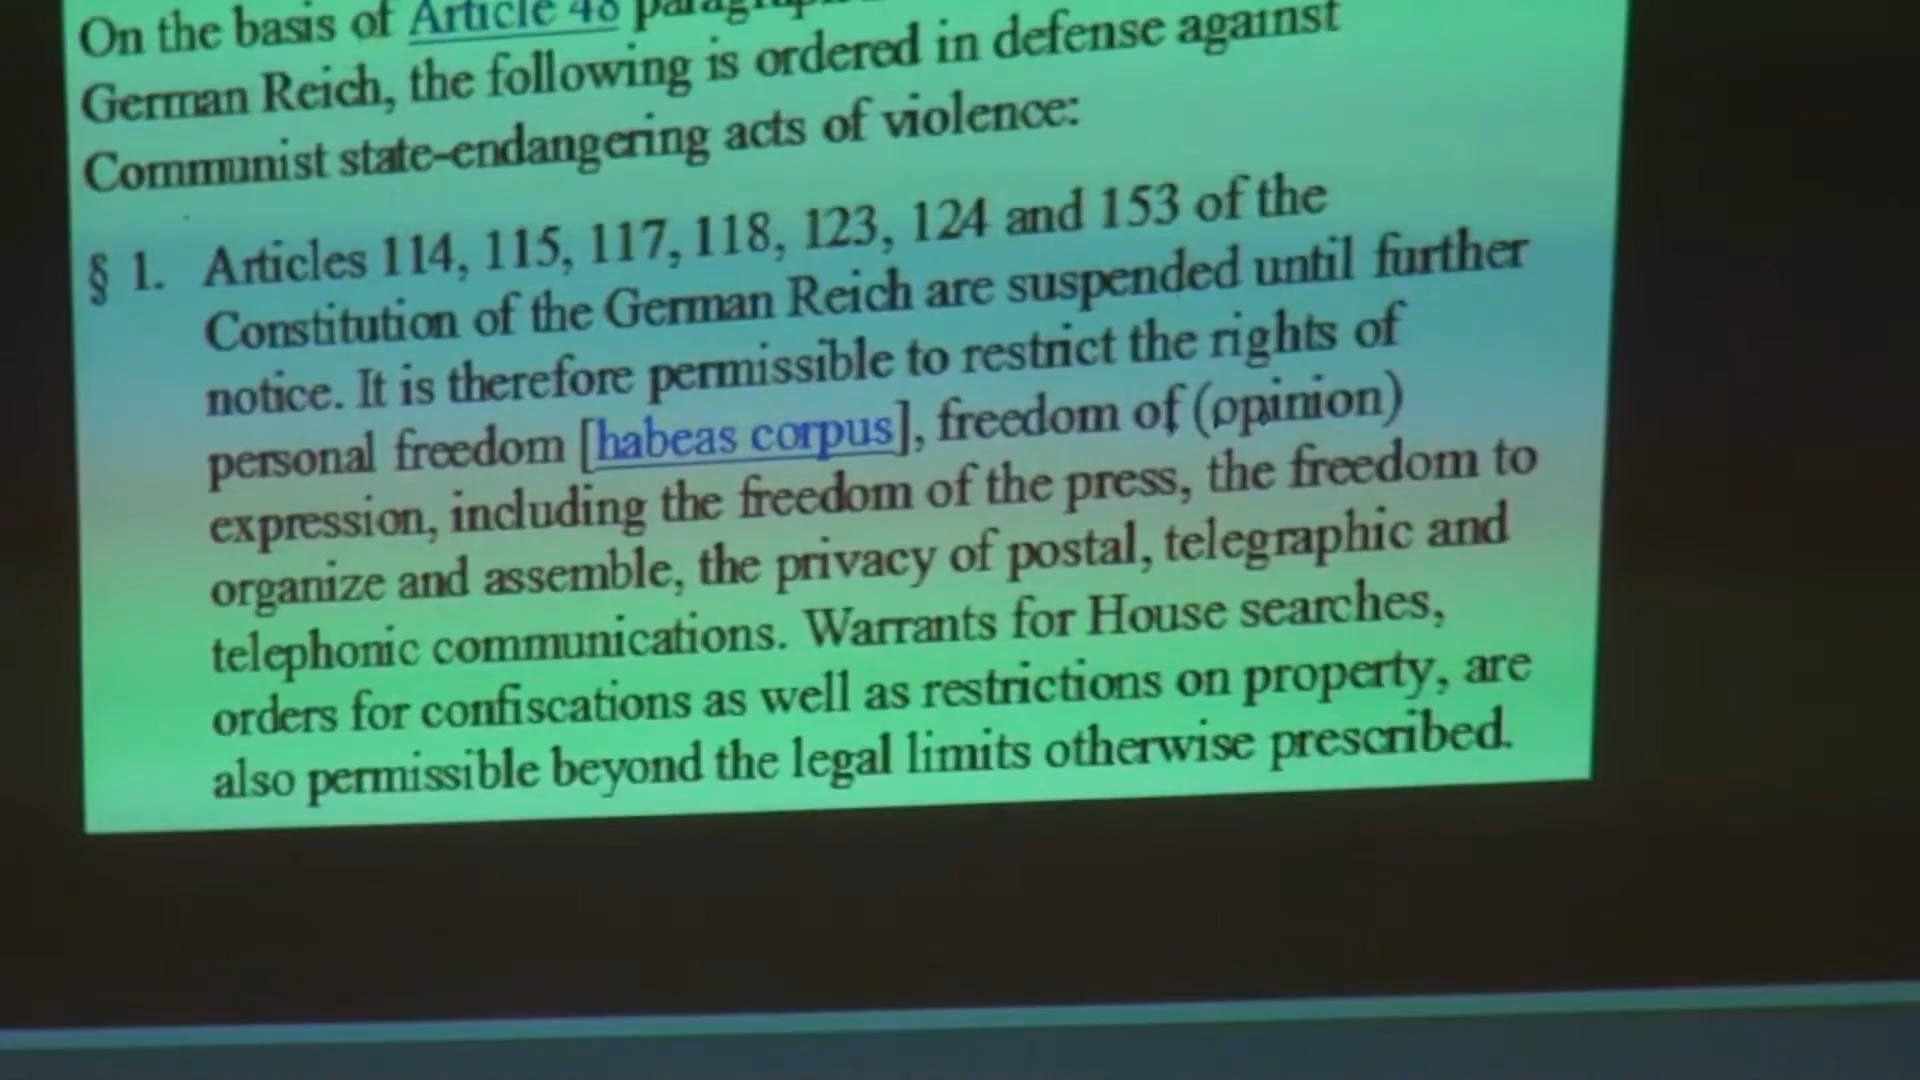 On the basis of Article 48 paragraph
German Reich, the following is ordered in defense against
Communist state-endangering acts of violence:
§ 1. Articles 114, 115, 117, 118, 123, 124 and 153 of the
Constitution of the German Reich are suspended until further
notice. It is therefore permissible to restrict the rights of
personal freedom [habeas corpus], freedom of (opinion)
expression, including the freedom of the press, the freedom to
organize and assemble, the privacy of postal, telegraphic and
telephonic communications. Warrants for House searches,
orders for confiscations as well as restrictions on property, are
also permissible beyond the legal limits otherwise prescribed.